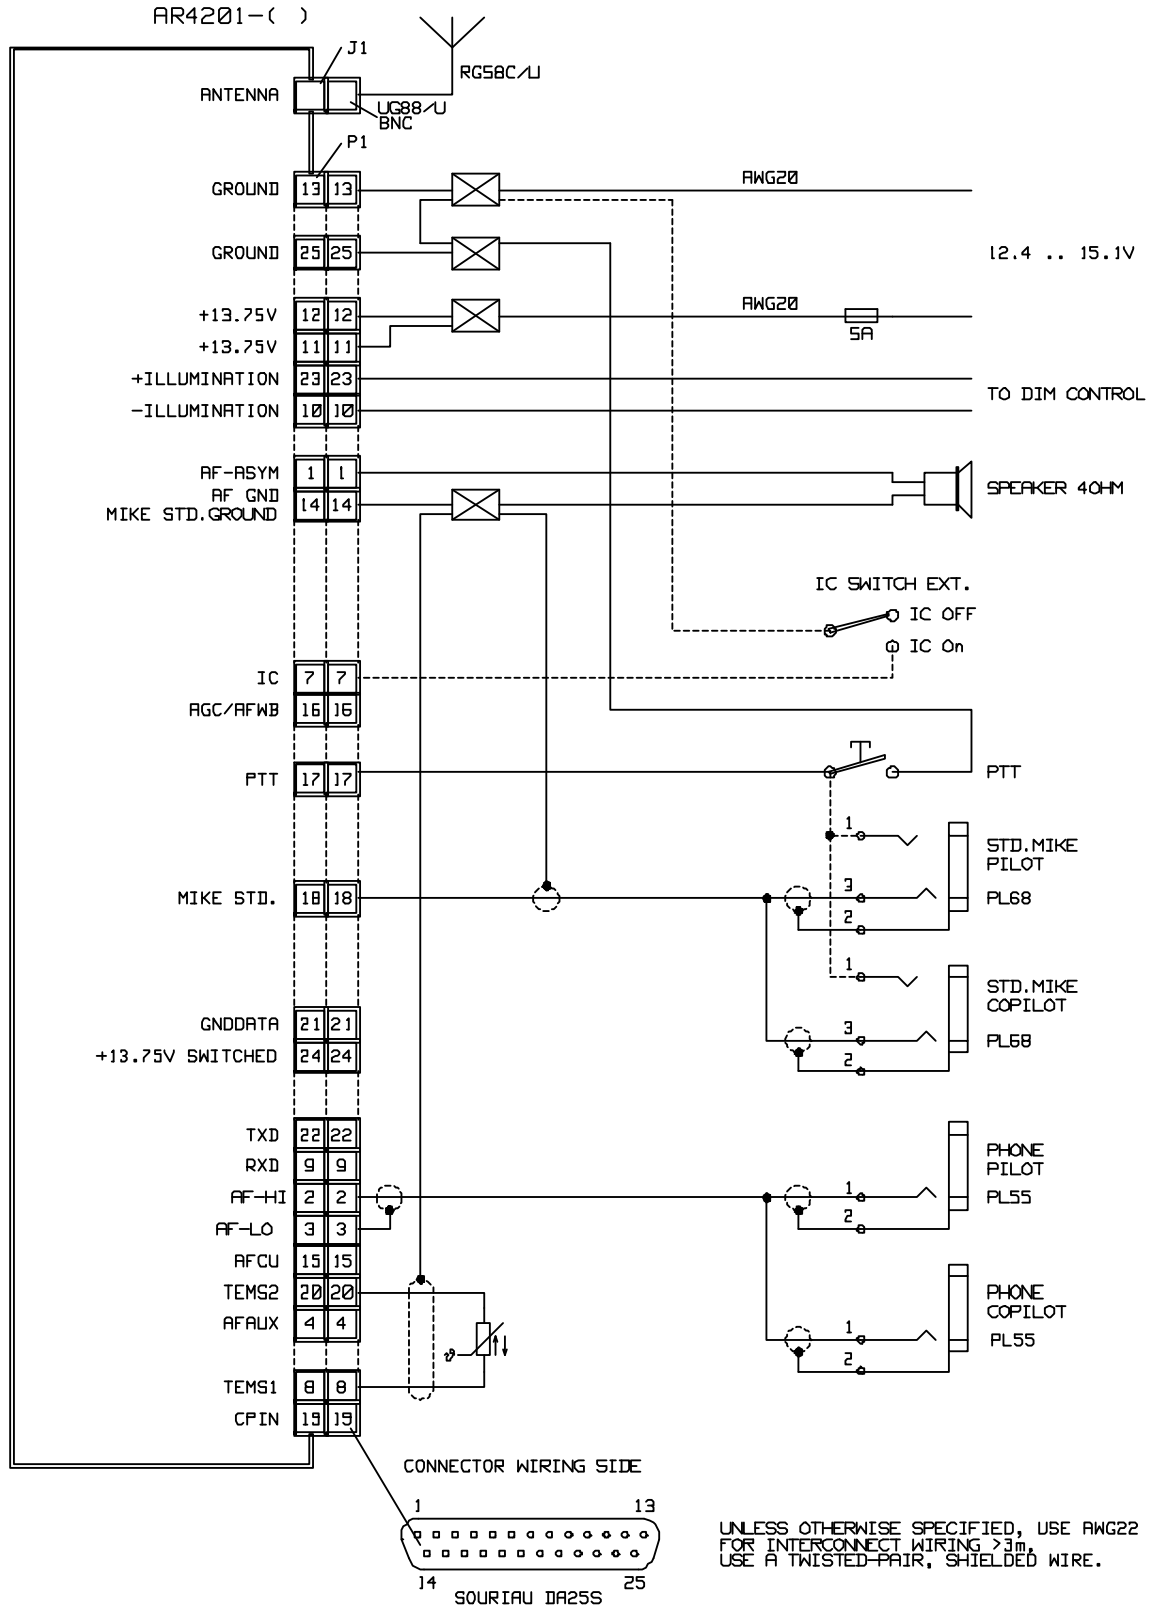 AR4201-( )
J1
RG58C/U
ANTENNA
UG88/U
BNC
P1
GROUND 13 13 AWG20
GROUND 25 25 12.4 .. 15.1V
+13.75V 12 12 AWG20
5A
+13.75V 11 11
+ILLUMINATION 23 23
TO DIM CONTROL
-ILLUMINATION 10 10
AF-ASYM 1 1
SPEAKER 4OHM
AF GND
14 14
MIKE STD.GROUND
IC SWITCH EXT.
IC OFF
IC On
IC 7 7
AGC/AFWB 16 16
PTT 17 17 PTT
1
STD.MIKE
PILOT
3
MIKE STD. 18 18 PL68
2
1
STD.MIKE
COPILOT
GNDDATA 21 21
3
PL68
+13.75V SWITCHED 24 24
2
TXD 22 22
PHONE
PILOT
RXD 9 9
1
AF-HI 2 2 PL55
2
AF-LO 3 3
AFCU 15 15
TEMS2 20 20 PHONE
COPILOT
AFAUX 4 4
1
PL55
ϑ
2
TEMS1 8 8
CPIN 19 19
CONNECTOR WIRING SIDE
1 13
14 25
SOURIAU DA25S
UNLESS OTHERWISE SPECIFIED, USE AWG22
FOR INTERCONNECT WIRING >3m,
USE A TWISTED-PAIR, SHIELDED WIRE.